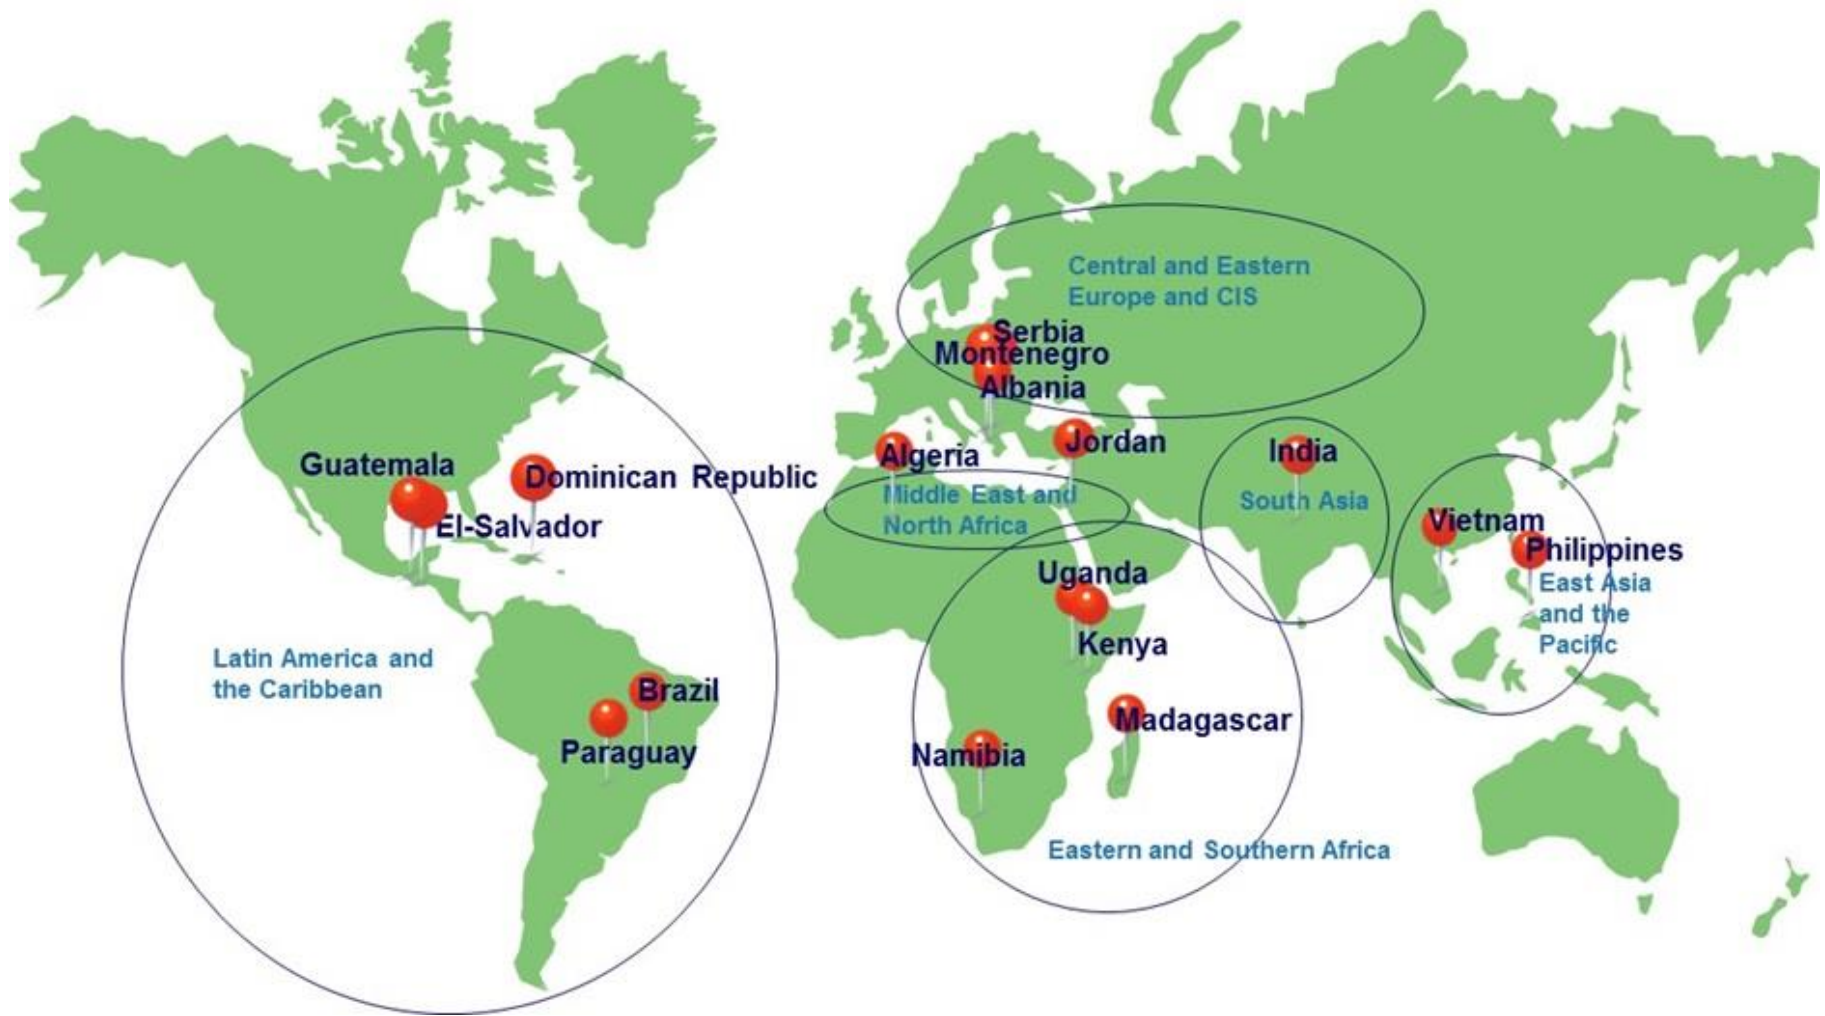 Central and Eastern
Europe and CIS
Serbia
Montenegro
Albania
Guatemala
Dominican Republic
El-Salvador
Algeria
Jordan
India
Middle East and
North Africa
South Asia
Vietnam
Philippines
East Asia
and the
Pacific
Uganda
Kenya
Latin America and
the Caribbean
Brazil
Paraguay
Madagascar
Namibia
Eastern and Southern Africa